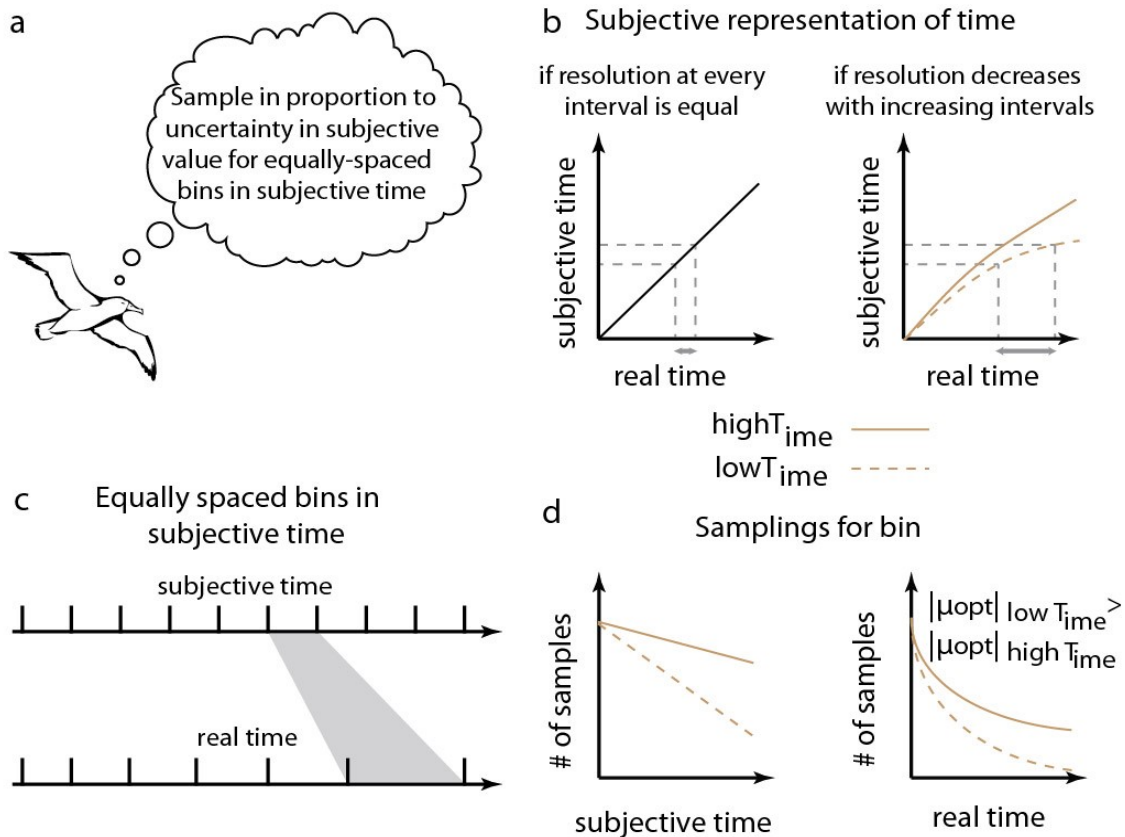 a
Sample in proportion to
uncertainty in subjective
value for equally-spaced
bins in subjective time
b Subjective representation of time
if resolution at every
interval is equal
subjective time
real time
if resolution decreases
with increasing intervals
subjective time
real time
highTime
lowTime
c Equally spaced bins in
subjective time
subjective time
real time
d Samplings for bin
# of samples
subjective time
# of samples
|μopt| low Time >
|μopt| high Time
real time